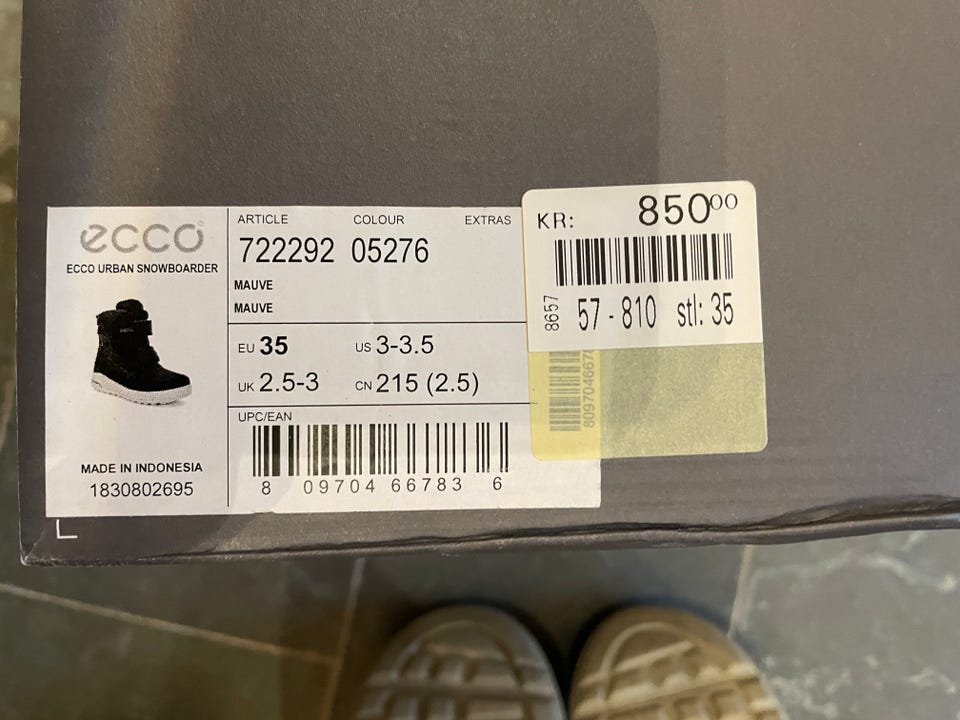 ecco
ECCO URBAN SNOWBOARDER
MADE IN INDONESIA
1830802695
ARTICLE COLOUR EXTRAS
722292 05276
MAUVE
MAUVE
EU 35 US 3-3.5
UK 2.5-3 CN 215 (2.5)
UPC/EAN
8 09704 66783 6
KR: 85000
8657
57-810 stl: 35